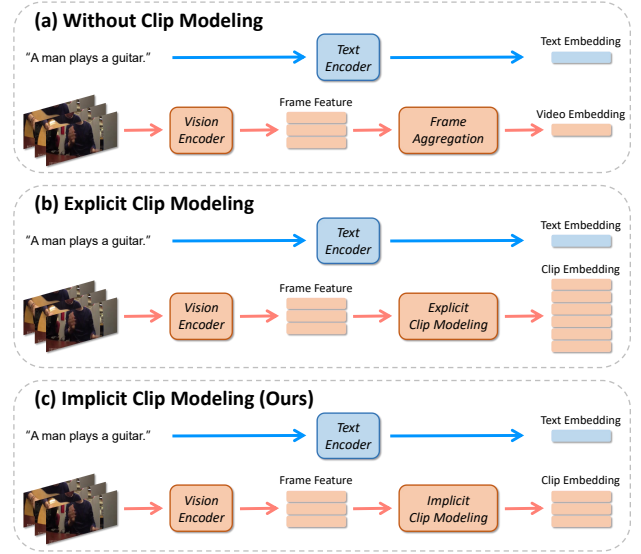 (a) Without Clip Modeling
"A man plays a guitar."
Text
Encoder
Text Embedding
Vision
Encoder
Frame Feature
Frame
Aggregation
Video Embedding
(b) Explicit Clip Modeling
"A man plays a guitar."
Text
Encoder
Text Embedding
Vision
Encoder
Frame Feature
Explicit
Clip Modeling
Clip Embedding
(c) Implicit Clip Modeling (Ours)
"A man plays a guitar."
Text
Encoder
Text Embedding
Vision
Encoder
Frame Feature
Implicit
Clip Modeling
Clip Embedding